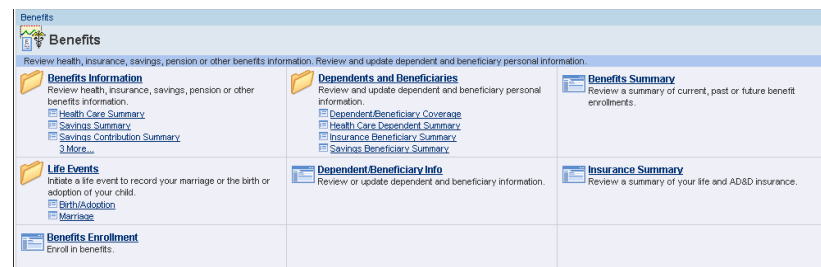 Benefits
Benefits
Review health, insurance, savings, pension or other benefits information. Review and update dependent and beneficiary personal information.
Benefits Information
Review health, insurance, savings, pension or other
benefits information.
Health Care Summary
Savings Summary
Savings Contribution Summary
3 More...
Dependents and Beneficiaries
Review and update dependent and beneficiary personal
information.
Dependent/Beneficiary Coverage
Health Care Dependent Summary
Insurance Beneficiary Summary
Savings Beneficiary Summary
Benefits Summary
Review a summary of current, past or future benefit
enrollments.
Life Events
Initiate a life event to record your marriage or the birth or
adoption of your child.
Birth/Adoption
Marriage
Dependent/Beneficiary Info
Review or update dependent and beneficiary information.
Insurance Summary
Review a summary of your life and AD&D insurance.
Benefits Enrollment
Enroll in benefits.